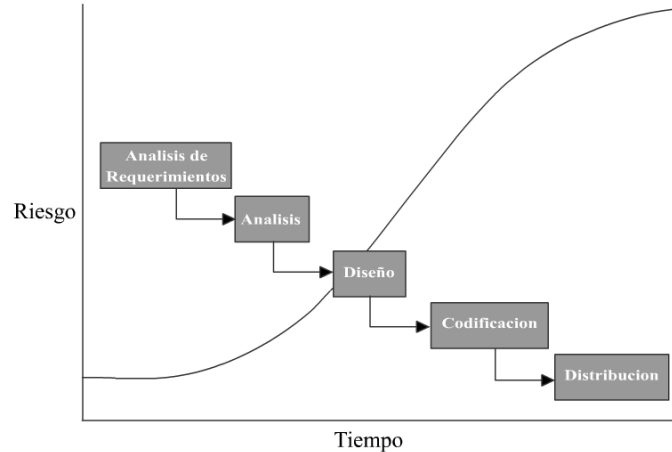 Analisis de
Requerimientos
Riesgo
Analisis
Diseño
Codificacion
Distribucion
Tiempo